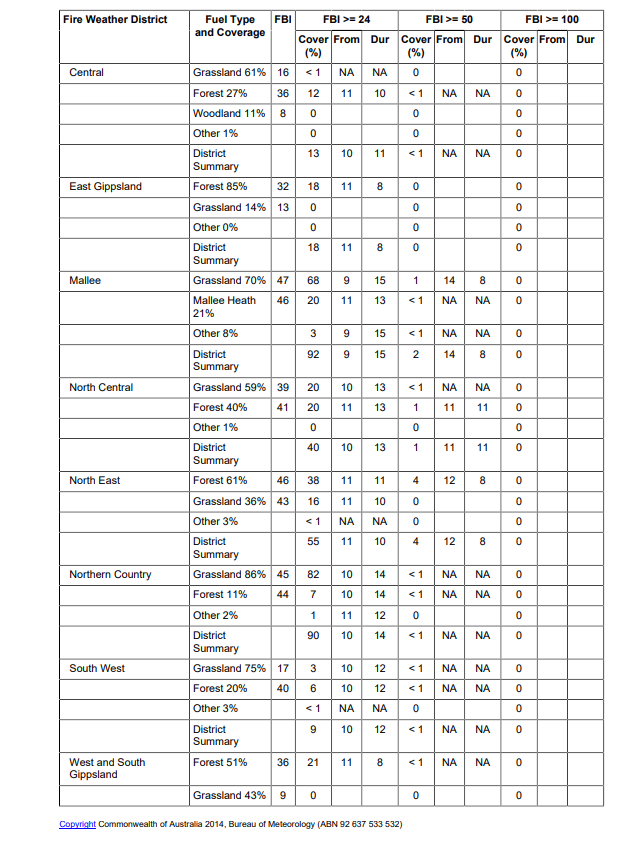 Fire Weather District Fuel Type FBI FBI >= 24 FBI >= 50 FBI >= 100
and Coverage
Cover From Dur Cover From Dur Cover From Dur
(%) (%) (%)
Central Grassland 61% 16 < 1 NA NA 0 0
Forest 27% 36 12 11 10 < 1 NA NA 0
Woodland 11% 8 0 0 0
Other 1% 0 0 0
District 13 10 11 < 1 NA NA 0
Summary
East Gippsland Forest 85% 32 18 11 8 0 0
Grassland 14% 13 0 0 0
Other 0% 0 0 0
District 18 11 8 0 0
Summary
Mallee Grassland 70% 47 68 9 15 1 14 8 0
Mallee Heath 46 20 11 13 < 1 NA NA 0
21%
Other 8% 3 9 15 < 1 NA NA 0
District 92 9 15 2 14 8 0
Summary
North Central Grassland 59% 39 20 10 13 < 1 NA NA 0
Forest 40% 41 20 11 13 1 11 11 0
Other 1% 0 0 0
District 40 10 13 1 11 11 0
Summary
North East Forest 61% 46 38 11 11 4 12 8 0
Grassland 36% 43 16 11 10 0 0
Other 3% < 1 NA NA 0 0
District 55 11 10 4 12 8 0
Summary
Northern Country Grassland 86% 45 82 10 14 < 1 NA NA 0
Forest 11% 44 7 10 14 < 1 NA NA 0
Other 2% 1 11 12 0 0
District 90 10 14 < 1 NA NA 0
Summary
South West Grassland 75% 17 3 10 12 < 1 NA NA 0
Forest 20% 40 6 10 12 < 1 NA NA 0
Other 3% < 1 NA NA 0 0
District 9 10 12 < 1 NA NA 0
Summary
West and South Forest 51% 36 21 11 8 < 1 NA NA 0
Gippsland
Grassland 43% 9 0 0 0
Copyright Commonwealth of Australia 2014, Bureau of Meteorology (ABN 92 637 533 532)